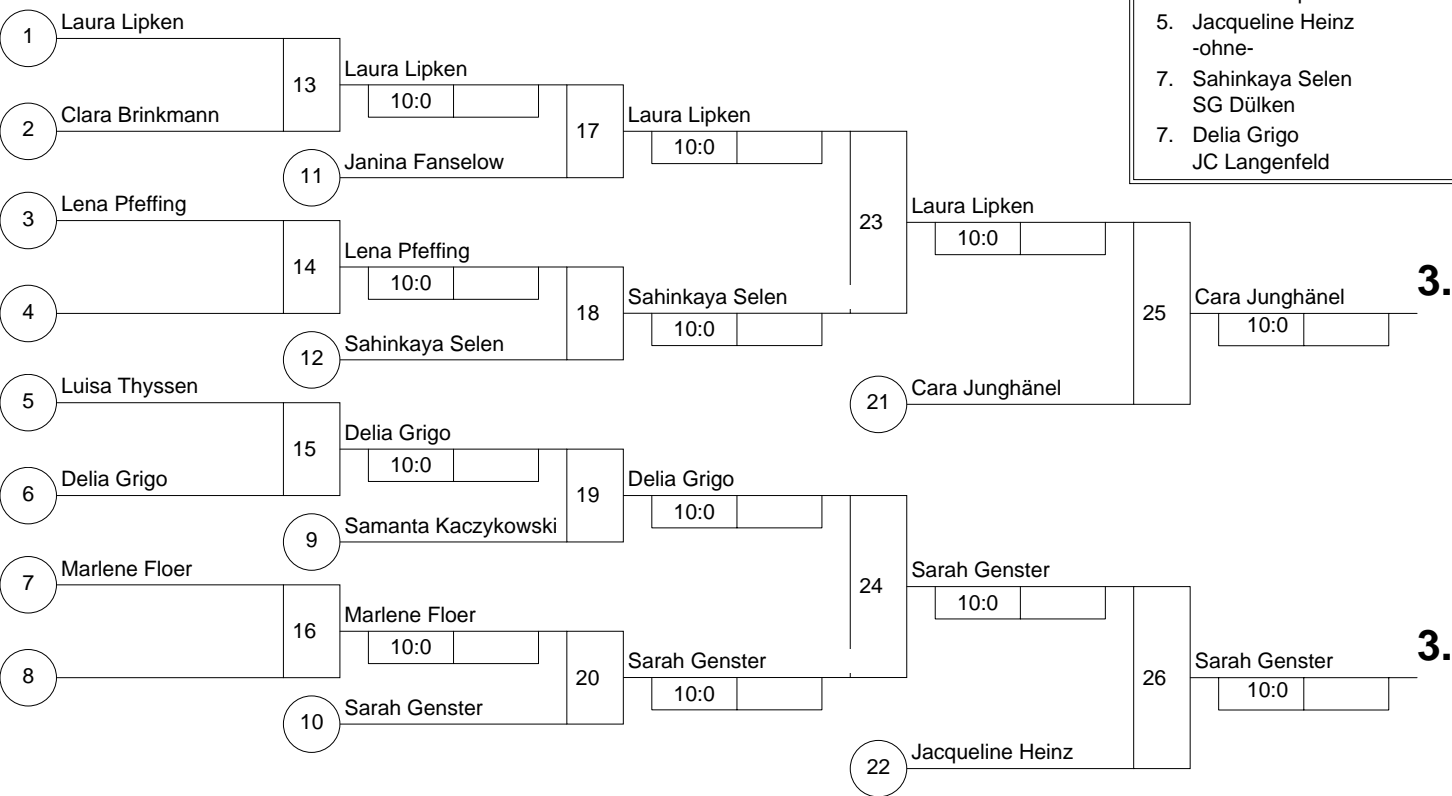 5. Jacqueline Heinz
-ohne-
7. Sahinkaya Selen
SG Dülken
7. Delia Grigo
JC Langenfeld
1 Laura Lipken
2 Clara Brinkmann
3 Lena Pfeffing
4
5 Luisa Thyssen
6 Delia Grigo
7 Marlene Floer
8
13 Laura Lipken
10:0
11 Janina Fanselow
14 Lena Pfeffing
10:0
12 Sahinkaya Selen
15 Delia Grigo
10:0
9 Samanta Kaczykowski
16 Marlene Floer
10:0
10 Sarah Genster
17 Laura Lipken
10:0
18 Sahinkaya Selen
10:0
19 Delia Grigo
10:0
20 Sarah Genster
10:0
23 Laura Lipken
10:0
21 Cara Junghänel
24 Sarah Genster
10:0
22 Jacqueline Heinz
25 Cara Junghänel
10:0
3.
26 Sarah Genster
10:0
3.